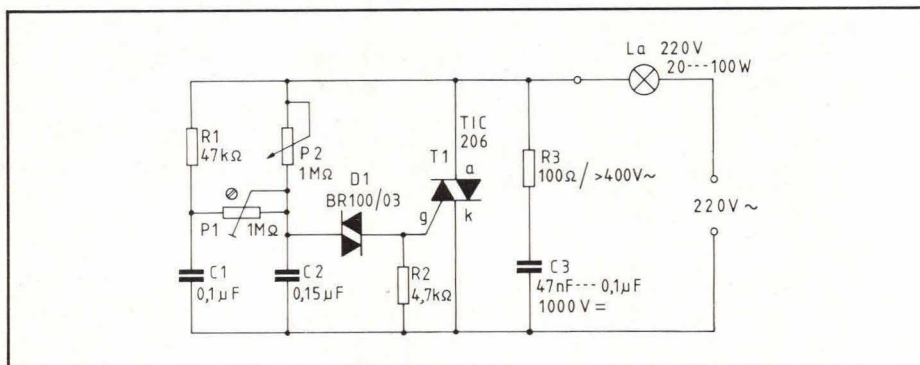 La 220V
20---100W
R1
47kΩ
P2
1MΩ
TIC
206
T1
a
k
g
D1
BR100/03
R3
100Ω/>400V~
220V~
P1
1MΩ
C1
0,1µF
C2
0,15µF
R2
4,7kΩ
C3
47nF---0,1µF
1000V=